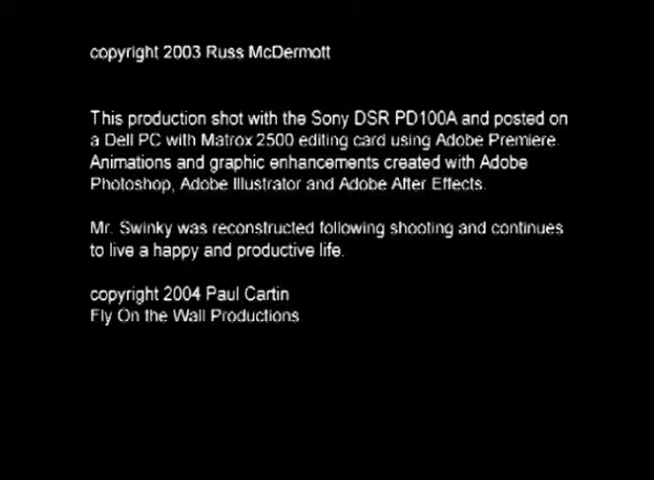 copyright 2003 Russ McDermott
This production shot with the Sony DSR PD100A and posted on
a Dell PC with Matrox 2500 editing card using Adobe Premiere.
Animations and graphic enhancements created with Adobe
Photoshop, Adobe Illustrator and Adobe After Effects.
Mr. Swinky was reconstructed following shooting and continues
to live a happy and productive life.
copyright 2004 Paul Cartin
Fly On the Wall Productions